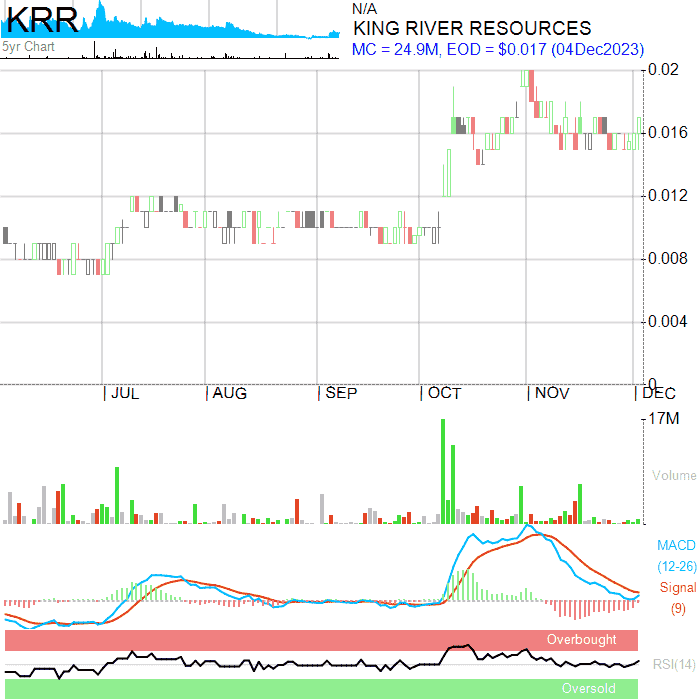 KRR
5yr Chart
N/A
KING RIVER RESOURCES
MC = 24.9M, EOD = $0.017 (04Dec2023)
0.02
0.016
0.012
0.008
0.004
0
JUL AUG SEP OCT NOV DEC
17M
Volume
MACD
(12-26)
Signal
(9)
Overbought
RSI(14)
Oversold